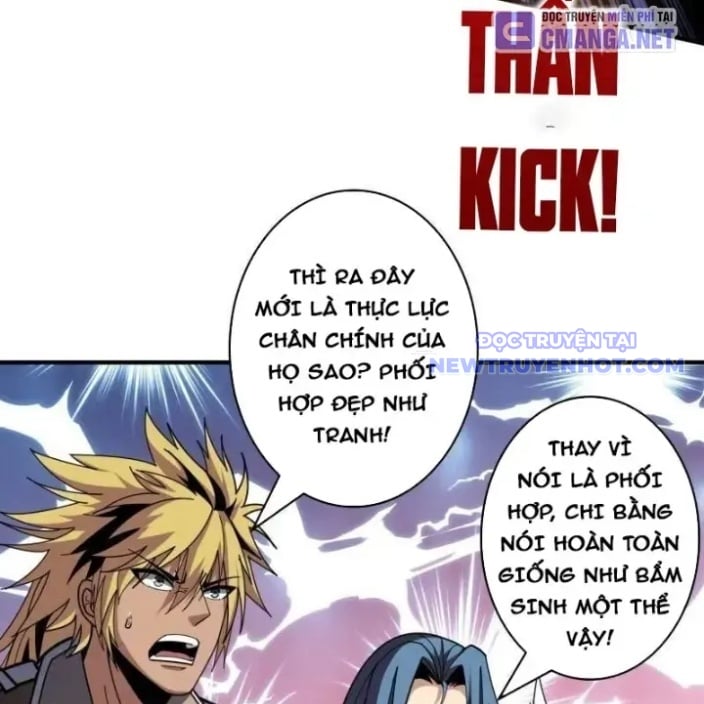 ĐỌC TRUYỆN MIỄN PHÍ TẠI
CMANGA.NET
THẦN
KICK!
THÌ RA ĐÂY
MỚI LÀ THỰC LỰC
CHÂN CHÍNH CỦA
HỌ SAO? PHỐI
HỢP ĐẸP NHƯ
TRANH!
ĐỌC TRUYỆN TẠI
NEWTRUYENHOT.COM
THAY VÌ
NÓI LÀ PHỐI
HỢP, CHI BẰNG
NÓI HOÀN TOÀN
GIỐNG NHƯ BẨM
SINH MỘT THỂ
VẬY!